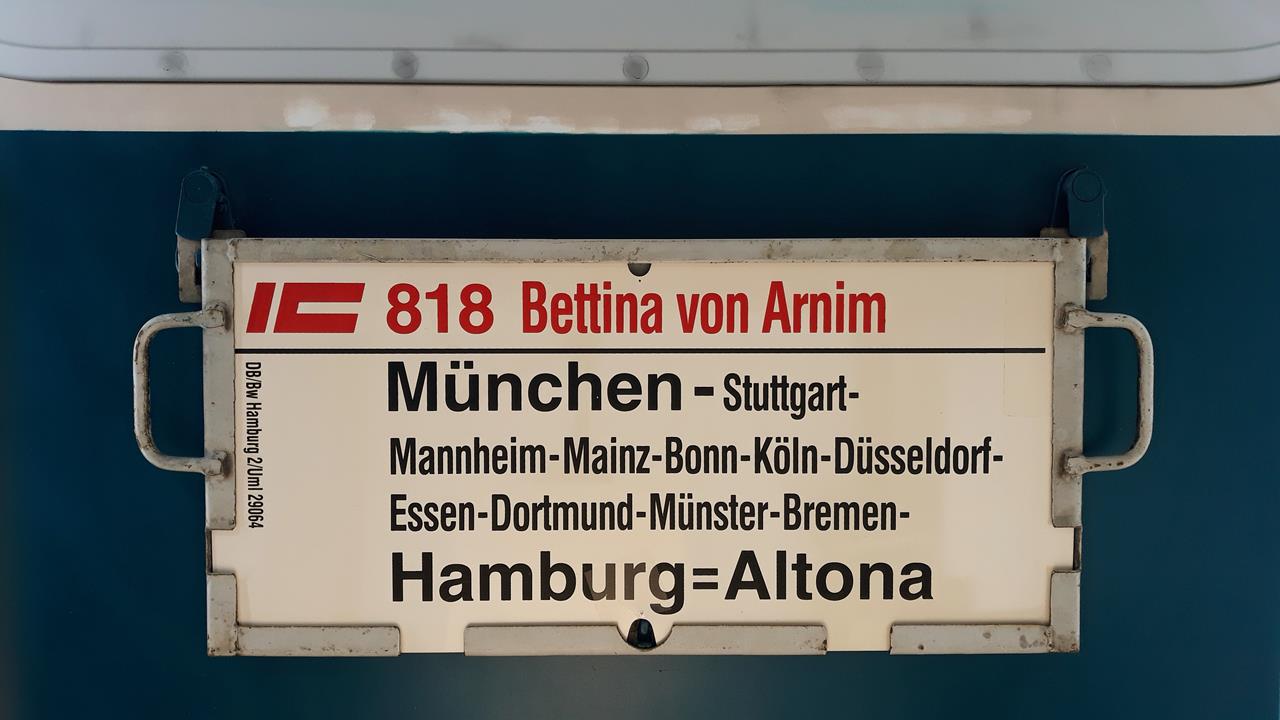 IC 818 Bettina von Arnim
München - Stuttgart-
Mannheim-Mainz-Bonn-Köln-Düsseldorf-
Essen-Dortmund-Münster-Bremen-
Hamburg=Altona
DB/Bw Hamburg 2/Uml 29064